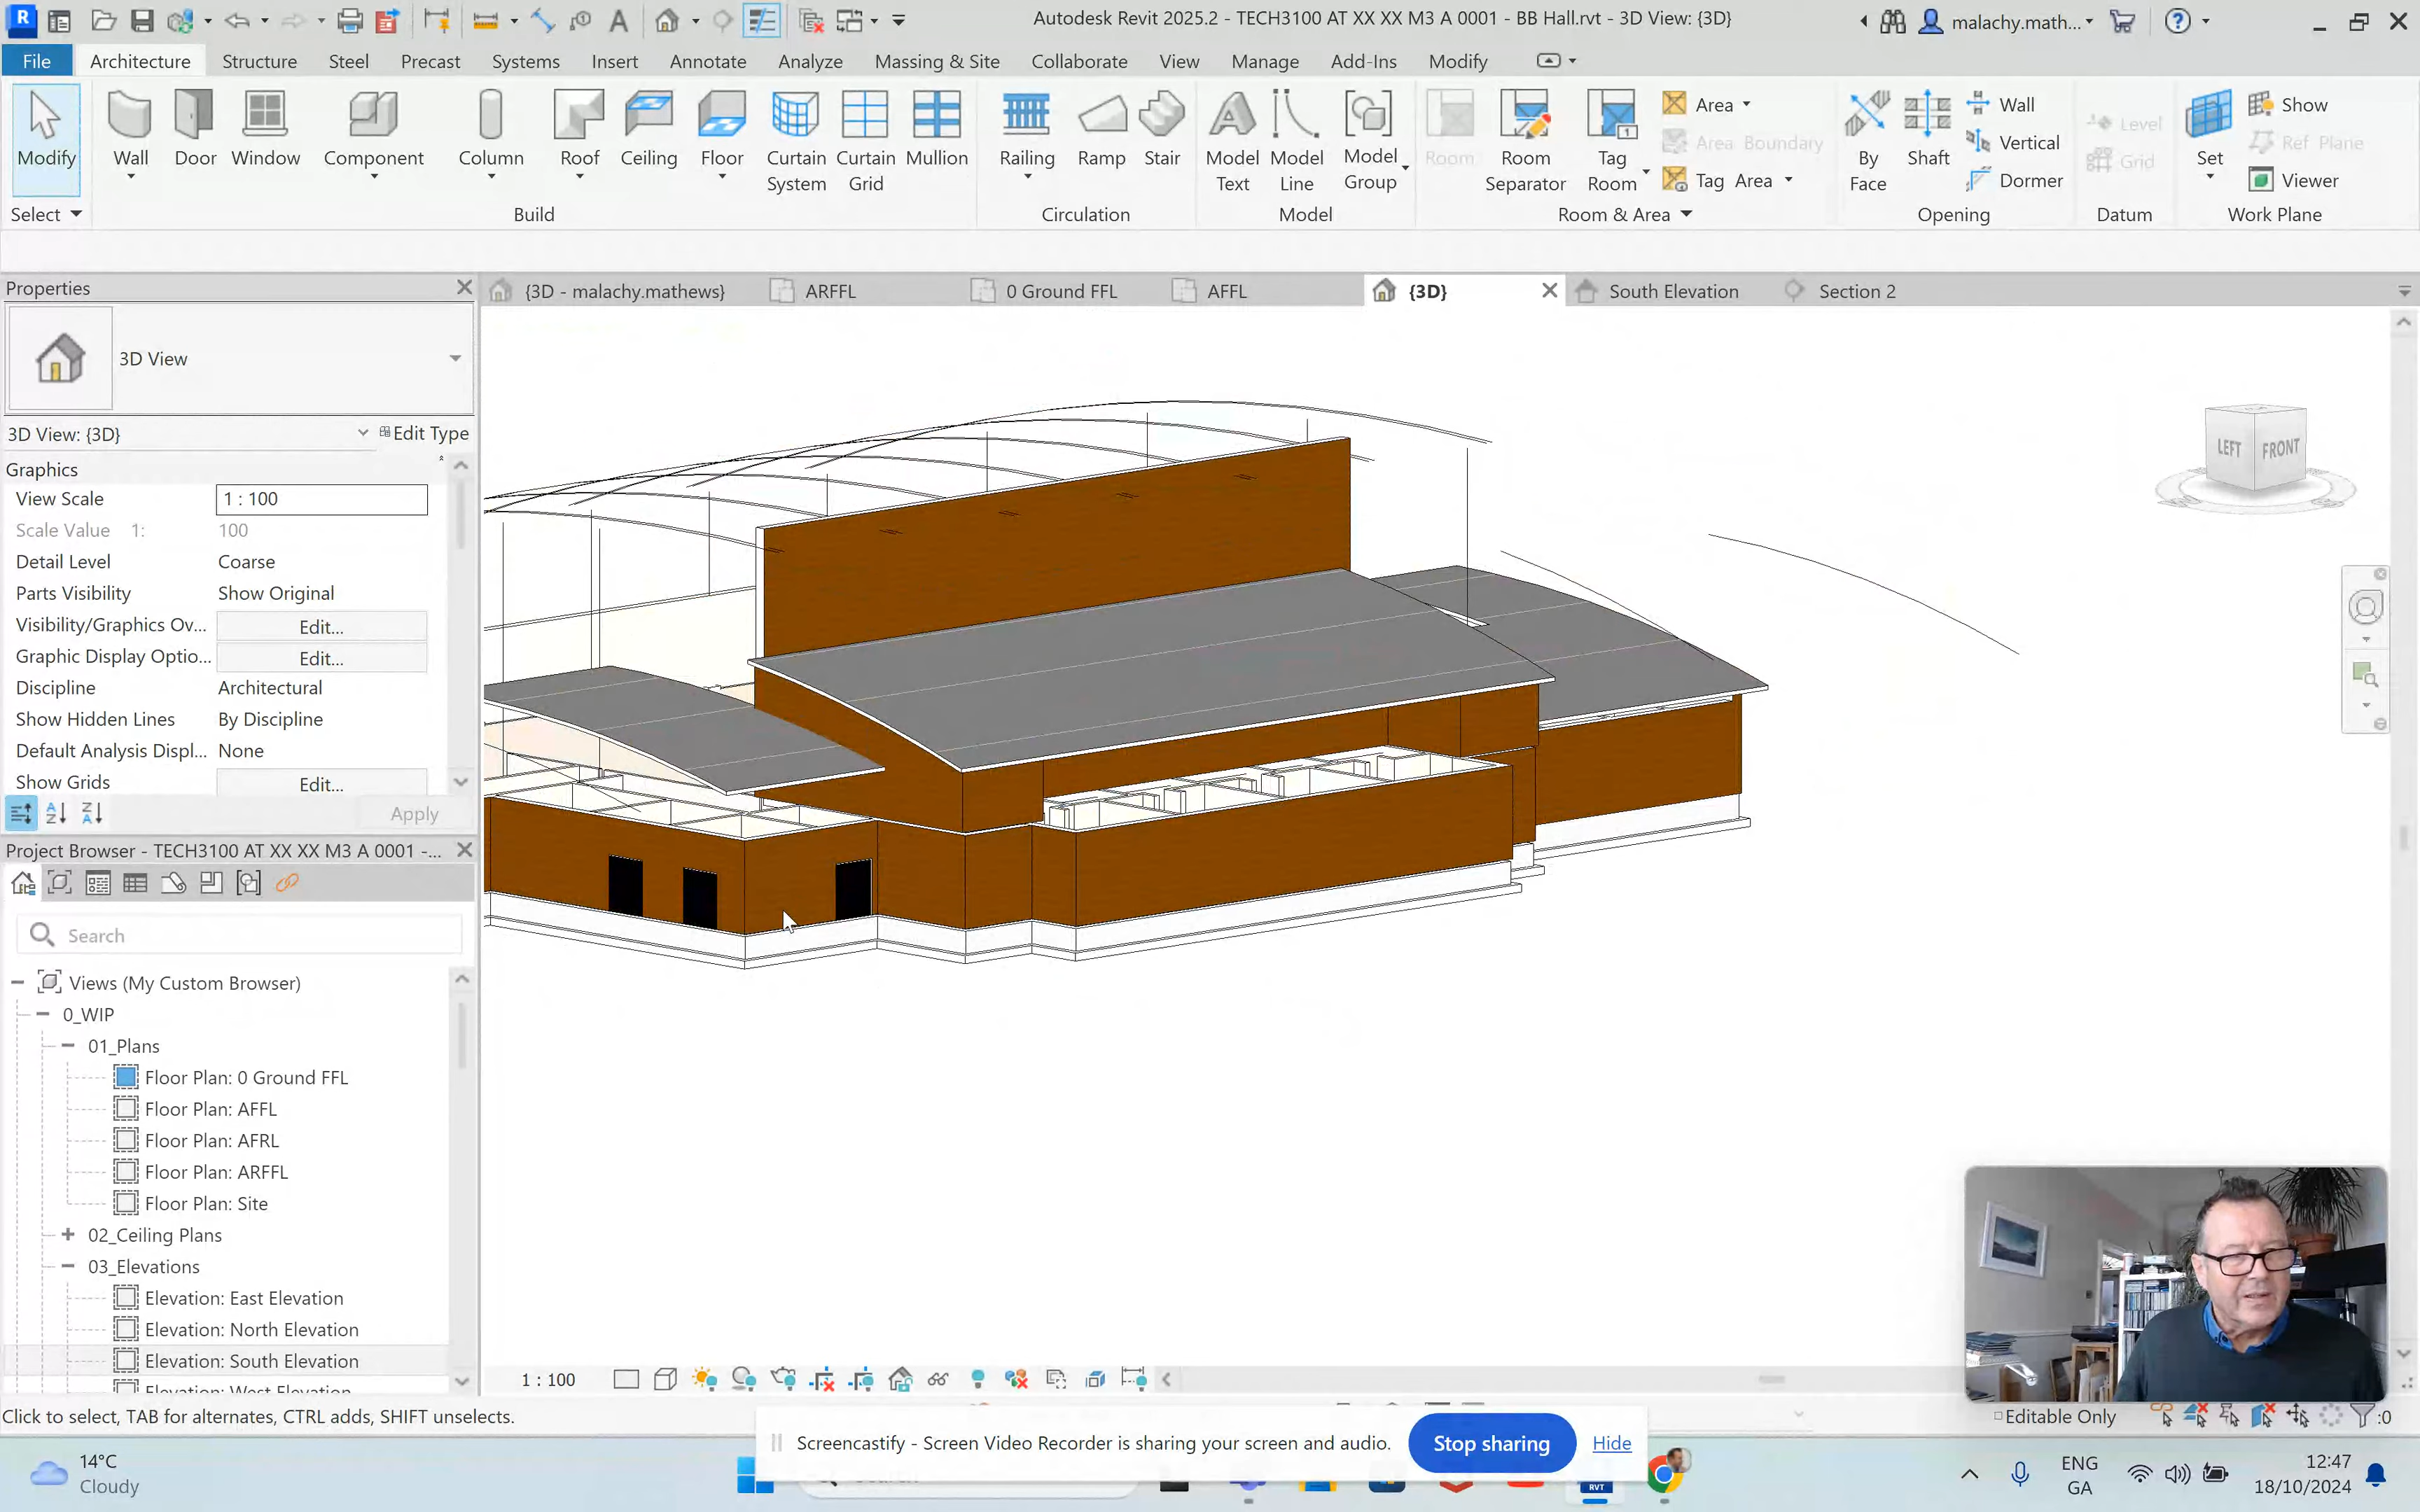 Autodesk Revit 2025.2 - TECH3100 AT XX XX M3 A 0001 - BB Hall.rvt - 3D View: {3D}
malachy.math...
File Architecture Structure Steel Precast Systems Insert Annotate Analyze Massing & Site Collaborate View Manage Add-Ins Modify
Modify
Wall
Door
Window
Component
Column
Roof
Ceiling
Floor
Curtain System
Curtain Grid
Mullion
Railing
Ramp
Stair
Model Text
Model Line
Model Group
Room
Room Separator
Tag Room
Area
Area Boundary
Tag Area
By Face
Shaft
Wall
Vertical
Dormer
Level
Grid
Set
Show
Ref Plane
Viewer
Select
Build
Circulation
Model
Room & Area
Opening
Datum
Work Plane
Properties
{3D - malachy.mathews} ARFFL 0 Ground FFL AFFL {3D} South Elevation Section 2
3D View
3D View: {3D} Edit Type
Graphics
View Scale 1 : 100
Scale Value 1: 100
Detail Level Coarse
Parts Visibility Show Original
Visibility/Graphics Ov... Edit...
Graphic Display Optio... Edit...
Discipline Architectural
Show Hidden Lines By Discipline
Default Analysis Displ... None
Show Grids Edit...
Apply
LEFT FRONT
Project Browser - TECH3100 AT XX XX M3 A 0001 -...
Search
Views (My Custom Browser)
0_WIP
01_Plans
Floor Plan: 0 Ground FFL
Floor Plan: AFFL
Floor Plan: AFRL
Floor Plan: ARFFL
Floor Plan: Site
02_Ceiling Plans
03_Elevations
Elevation: East Elevation
Elevation: North Elevation
Elevation: South Elevation
Elevation: West Elevation
1 : 100
Click to select, TAB for alternates, CTRL adds, SHIFT unselects.
Editable Only
:0
Screencastify - Screen Video Recorder is sharing your screen and audio. Stop sharing Hide
14°C
Cloudy
RVT
ENG
GA
12:47
18/10/2024